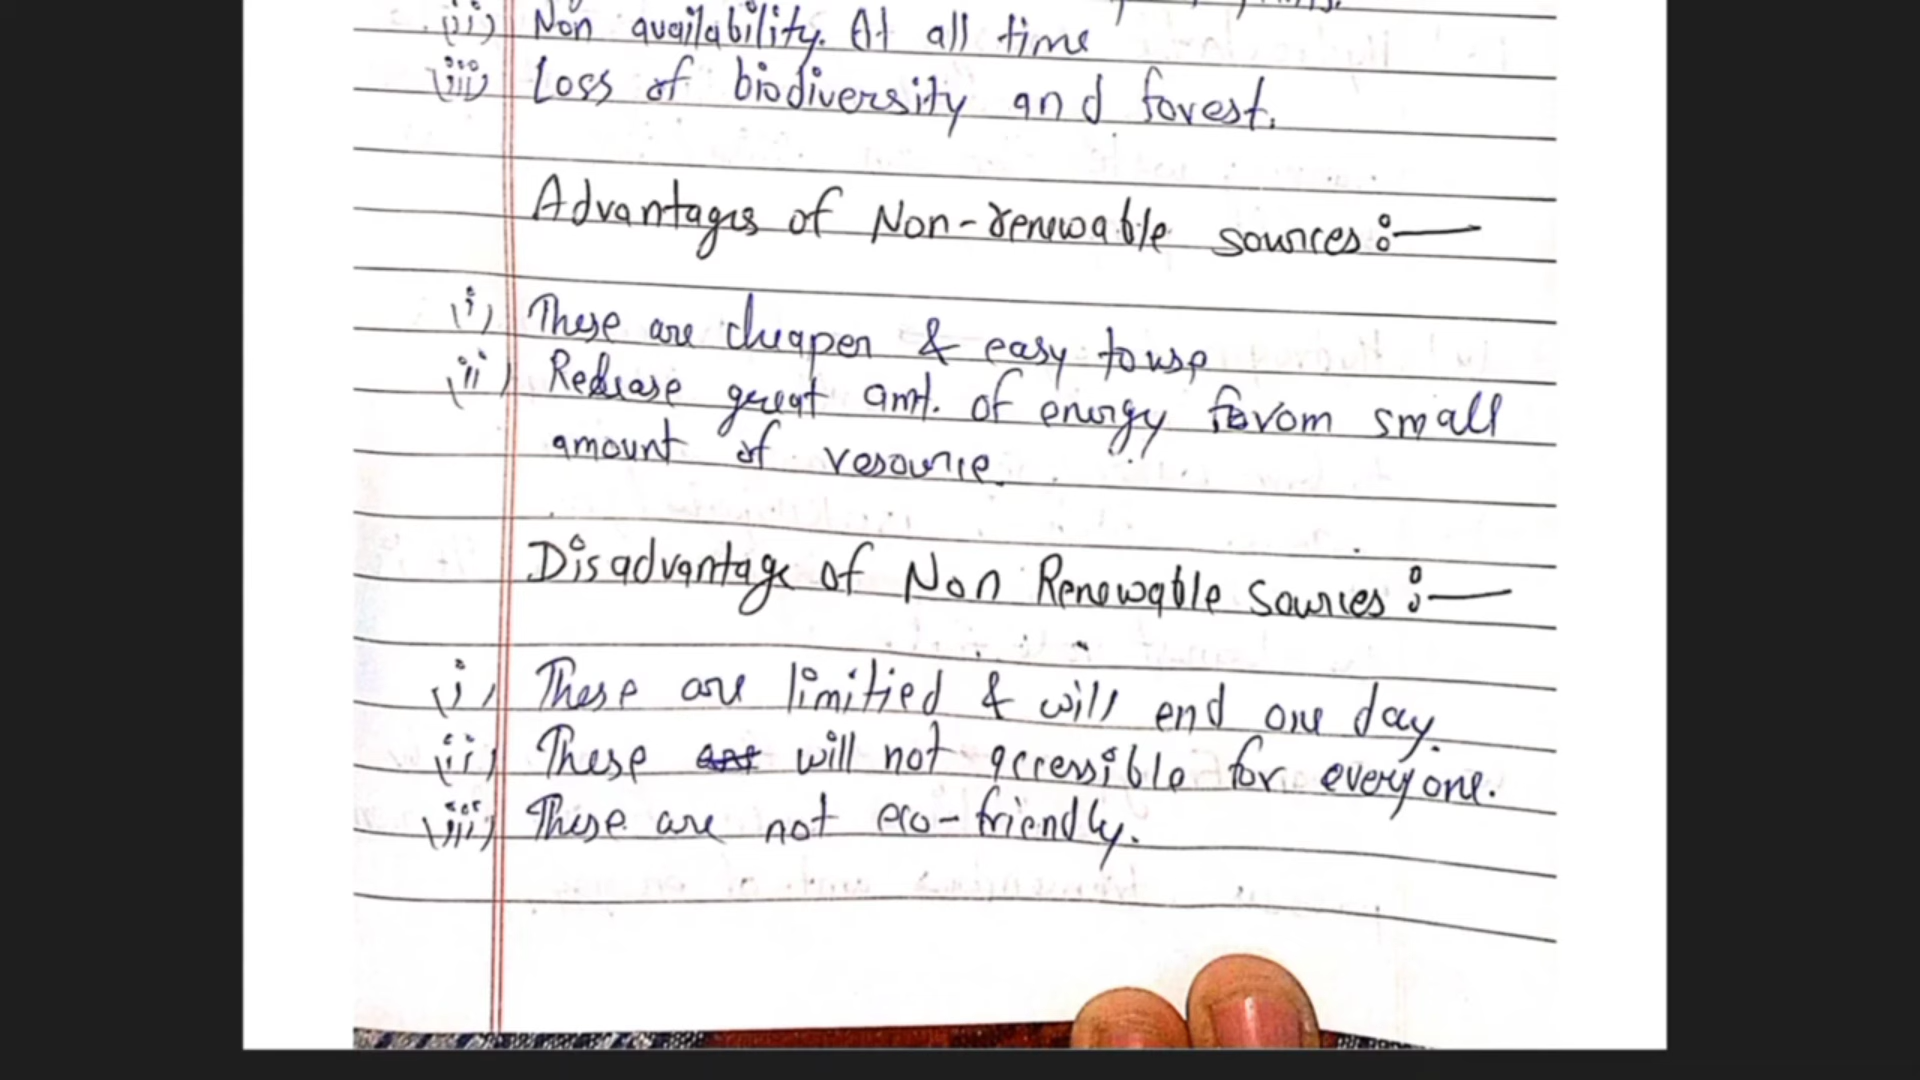 (ii) Non availability. At all time
(iii) Loss of biodiversity and forest.
Advantages of Non-renewable sources :—
(i) These are cheaper & easy to use
(ii) Release great amt. of energy from small
amount of resource.
Disadvantage of Non Renewable sources :—
(i) These are limitied & will end one day.
(ii) These will not accessible for everyone.
(iii) These are not eco-friendly.